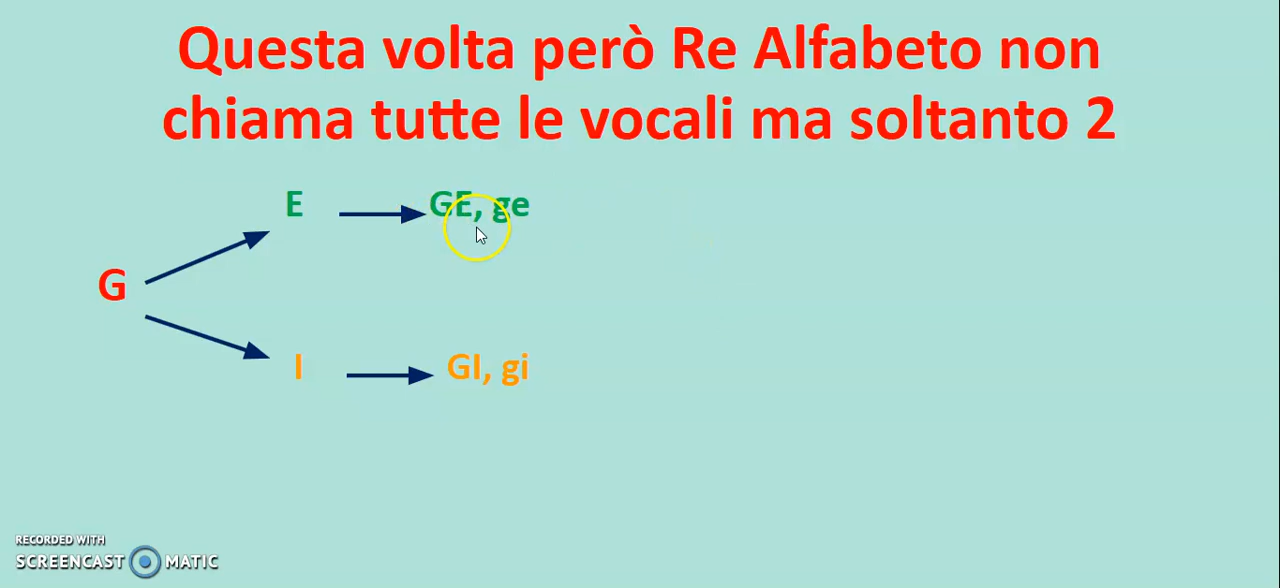 Questa volta però Re Alfabeto non
chiama tutte le vocali ma soltanto 2
E GE, ge
G
I GI, gi
RECORDED WITH
SCREENCAST MATIC